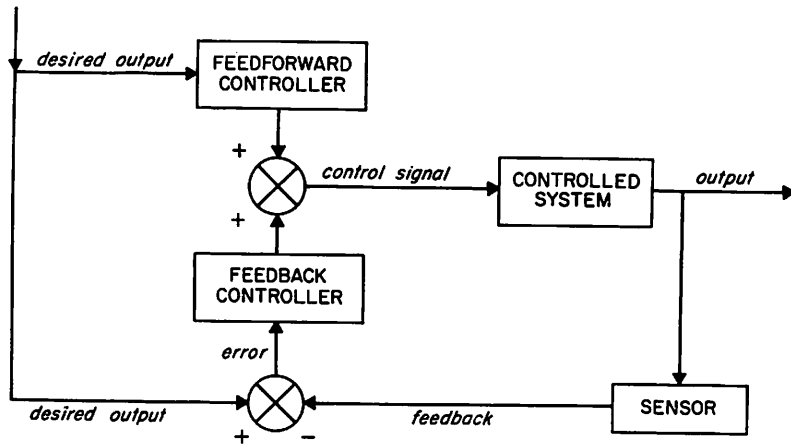 desired output
FEEDFORWARD
CONTROLLER
+
control signal
CONTROLLED
SYSTEM
output
+
FEEDBACK
CONTROLLER
error
desired output
+
-
feedback
SENSOR